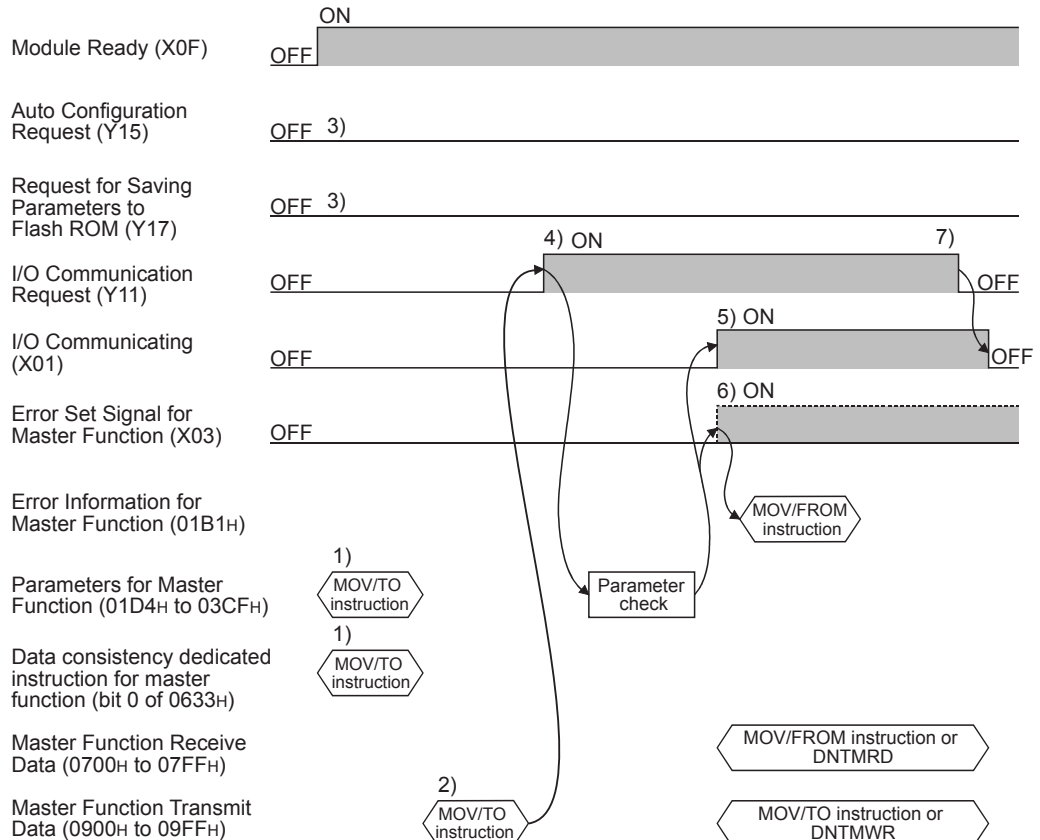 ON
Module Ready (X0F)
OFF
Auto Configuration
Request (Y15)
OFF 3)
Request for Saving
Parameters to
Flash ROM (Y17)
OFF 3)
4) ON
7)
I/O Communication
Request (Y11)
OFF
OFF
5) ON
I/O Communicating
(X01)
OFF
OFF
6) ON
Error Set Signal for
Master Function (X03)
OFF
Error Information for
Master Function (01B1H)
MOV/FROM
instruction
1)
Parameters for Master
Function (01D4H to 03CFH)
MOV/TO
instruction
Parameter
check
1)
Data consistency dedicated
instruction for master
function (bit 0 of 0633H)
MOV/TO
instruction
Master Function Receive
Data (0700H to 07FFH)
MOV/FROM instruction or
DNTMRD
2)
Master Function Transmit
Data (0900H to 09FFH)
MOV/TO
instruction
MOV/TO instruction or
DNTMWR